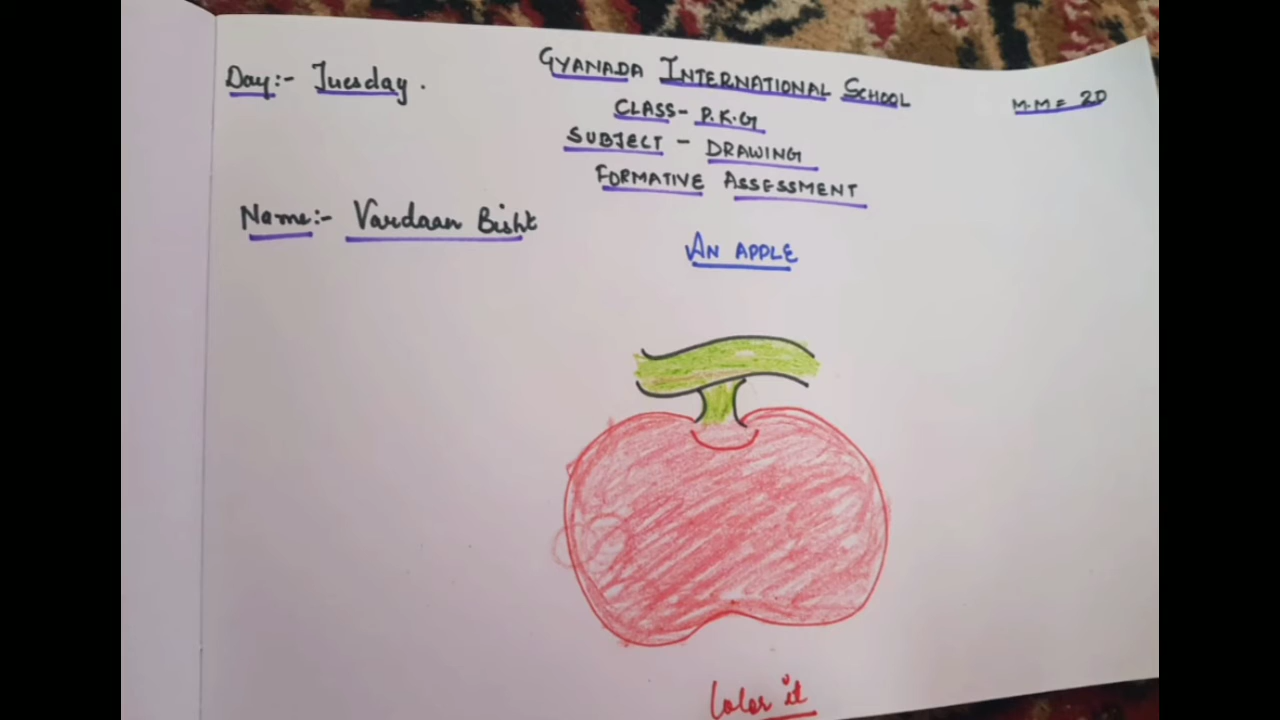 Day:- Tuesday.
GYANADA INTERNATIONAL SCHOOL
M.M = 20
CLASS- P.K.G
SUBJECT - DRAWING
FORMATIVE ASSESSMENT
Name:- Vardaan Bisht
AN APPLE
Color it